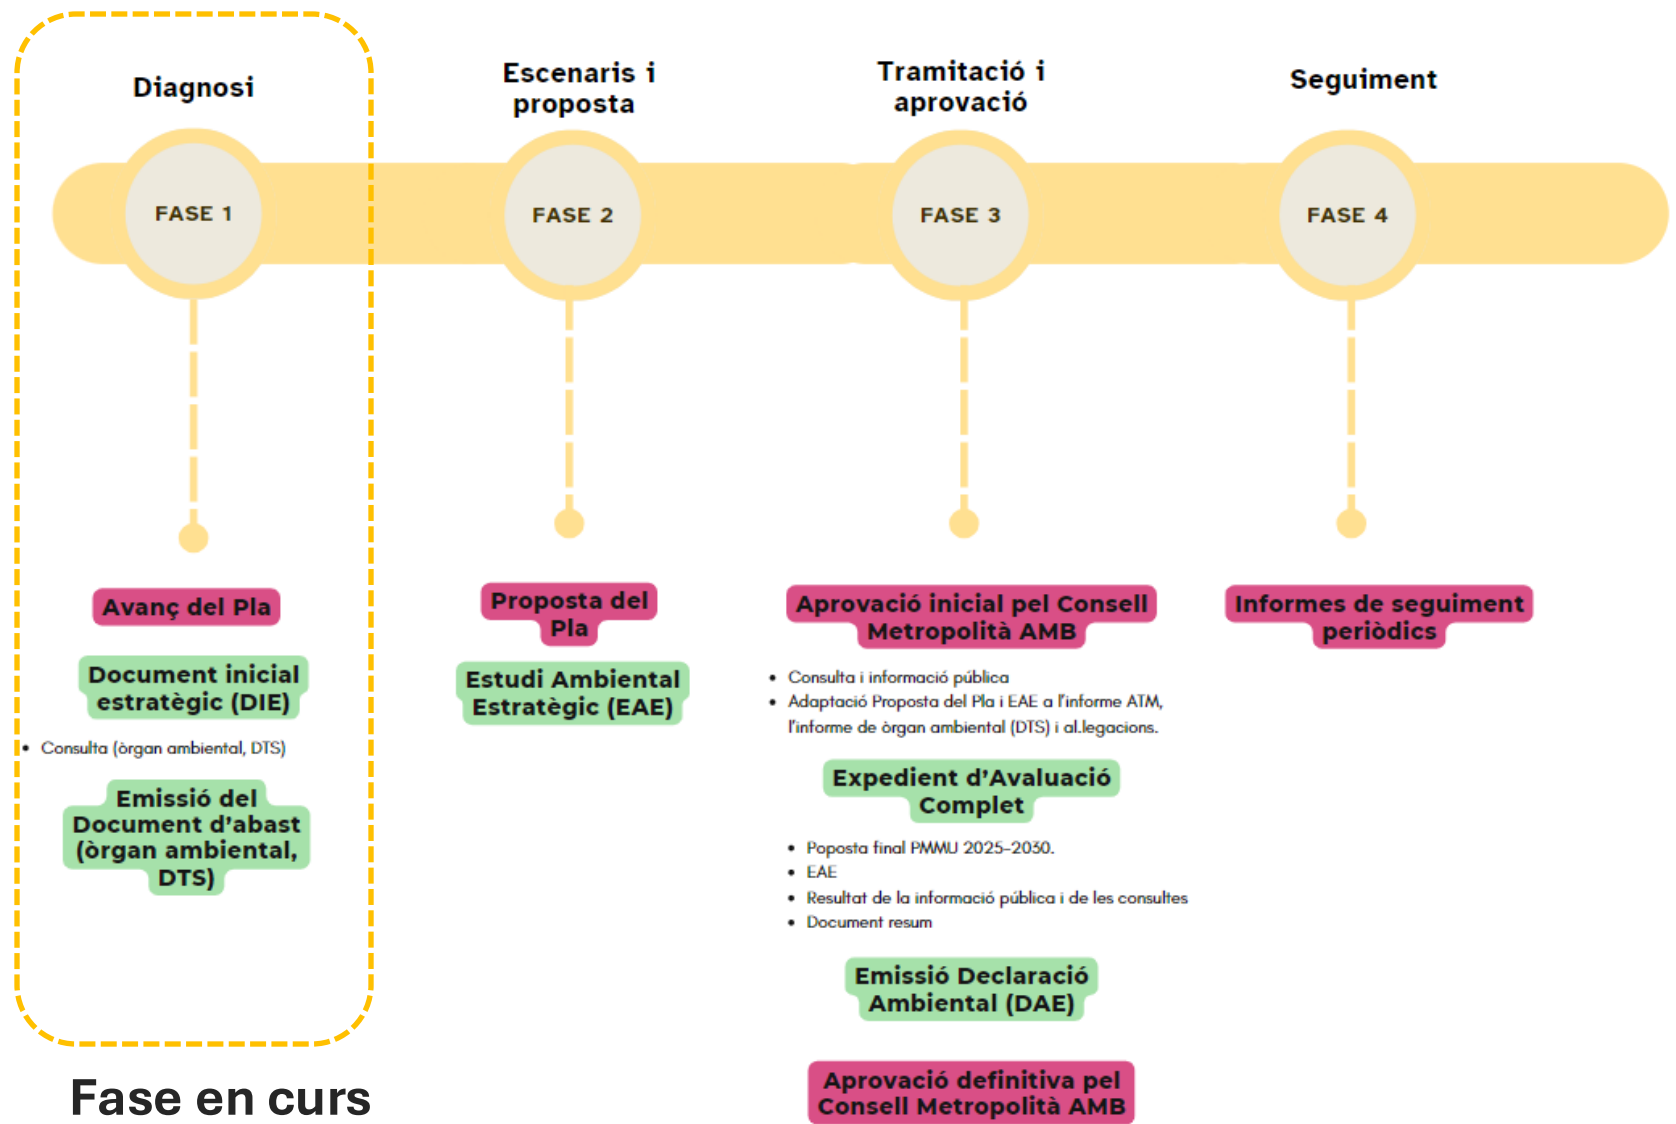 Diagnosi
FASE 1
Avanç del Pla
Document inicial
estratègic (DIE)
• Consulta (òrgan ambiental, DTS)
Emissió del
Document d'abast
(òrgan ambiental,
DTS)
Fase en curs
Escenaris i
proposta
FASE 2
Proposta del
Pla
Estudi Ambiental
Estratègic (EAE)
Tramitació i
aprovació
FASE 3
Aprovació inicial pel Consell
Metropolità AMB
• Consulta i informació pública
• Adaptació Proposta del Pla i EAE a l'informe ATM,
l'informe de òrgan ambiental (DTS) i al.legacions.
Expedient d'Avaluació
Complet
• Poposta final PMMU 2025-2030.
• EAE
• Resultat de la informació pública i de les consultes
• Document resum
Emissió Declaració
Ambiental (DAE)
Aprovació definitiva pel
Consell Metropolità AMB
Seguiment
FASE 4
Informes de seguiment
periòdics